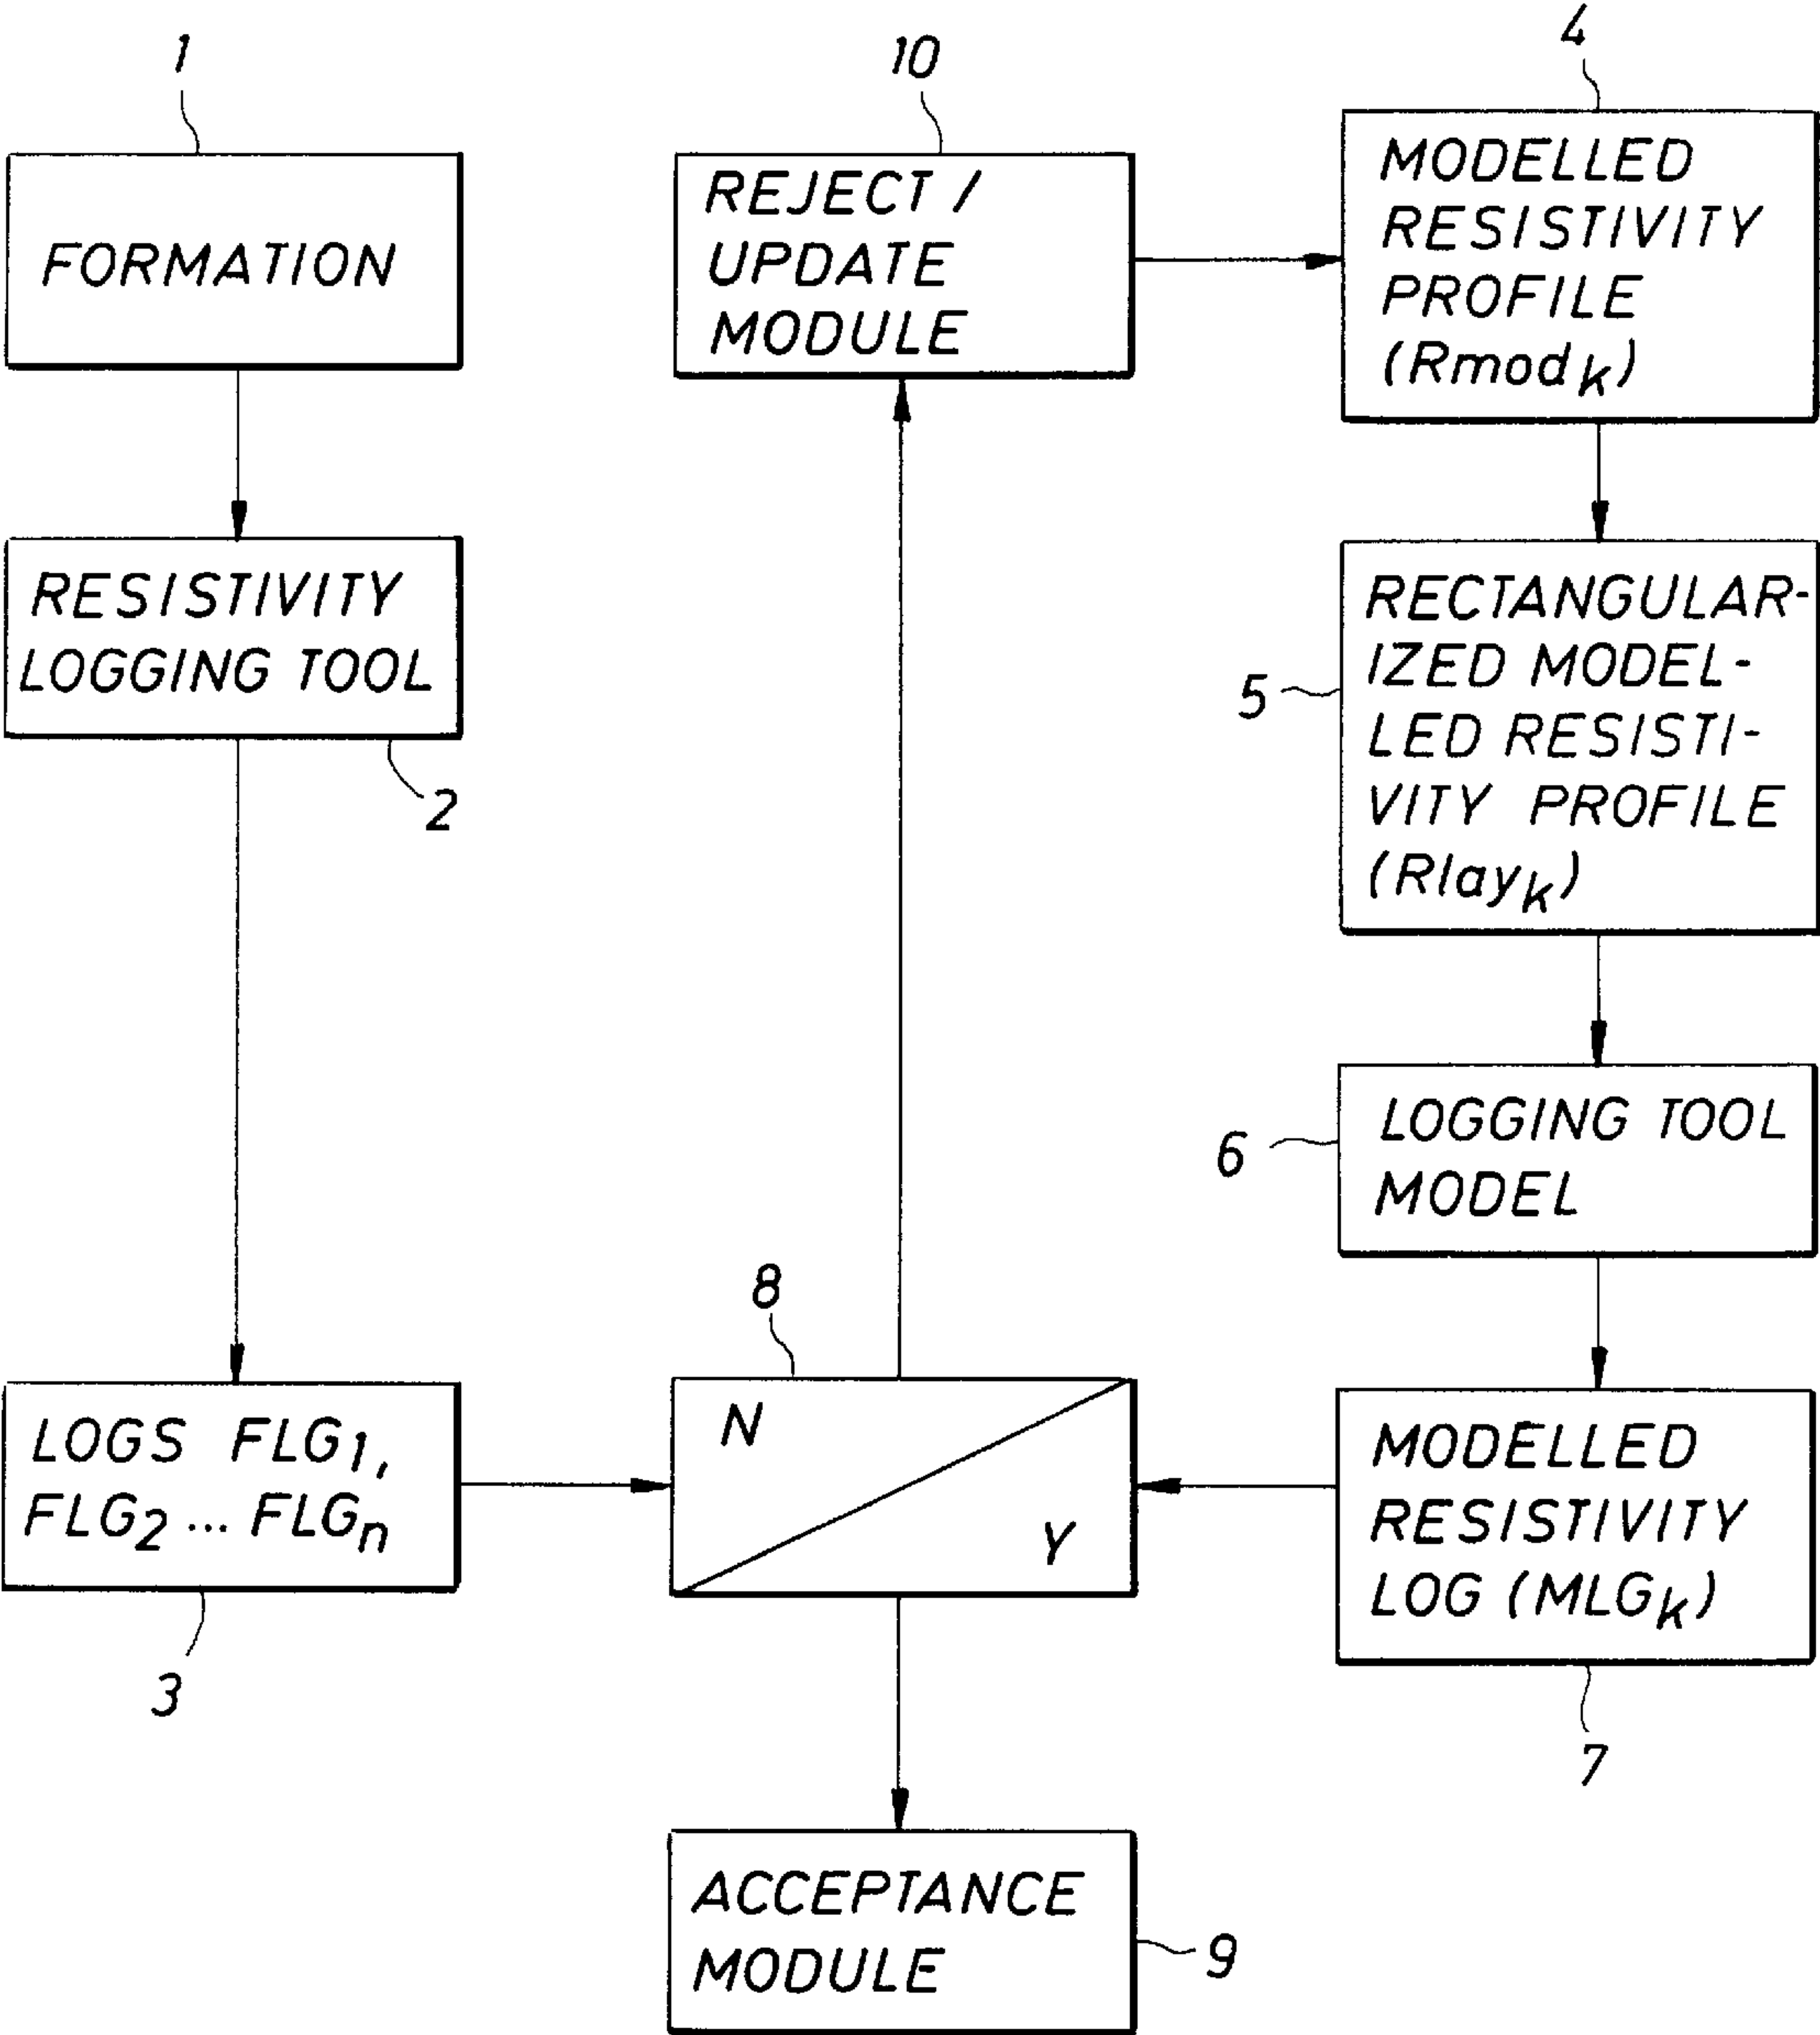 1
FORMATION
RESISTIVITY
LOGGING TOOL
2
LOGS FLG1,
FLG2 ... FLGn
3
10
REJECT /
UPDATE
MODULE
8
N
Y
ACCEPTANCE
MODULE
9
4
MODELLED
RESISTIVITY
PROFILE
(Rmodk)
5
RECTANGULAR-
IZED MODEL-
LED RESISTI-
VITY PROFILE
(Rlayk)
6
LOGGING TOOL
MODEL
MODELLED
RESISTIVITY
LOG (MLGk)
7